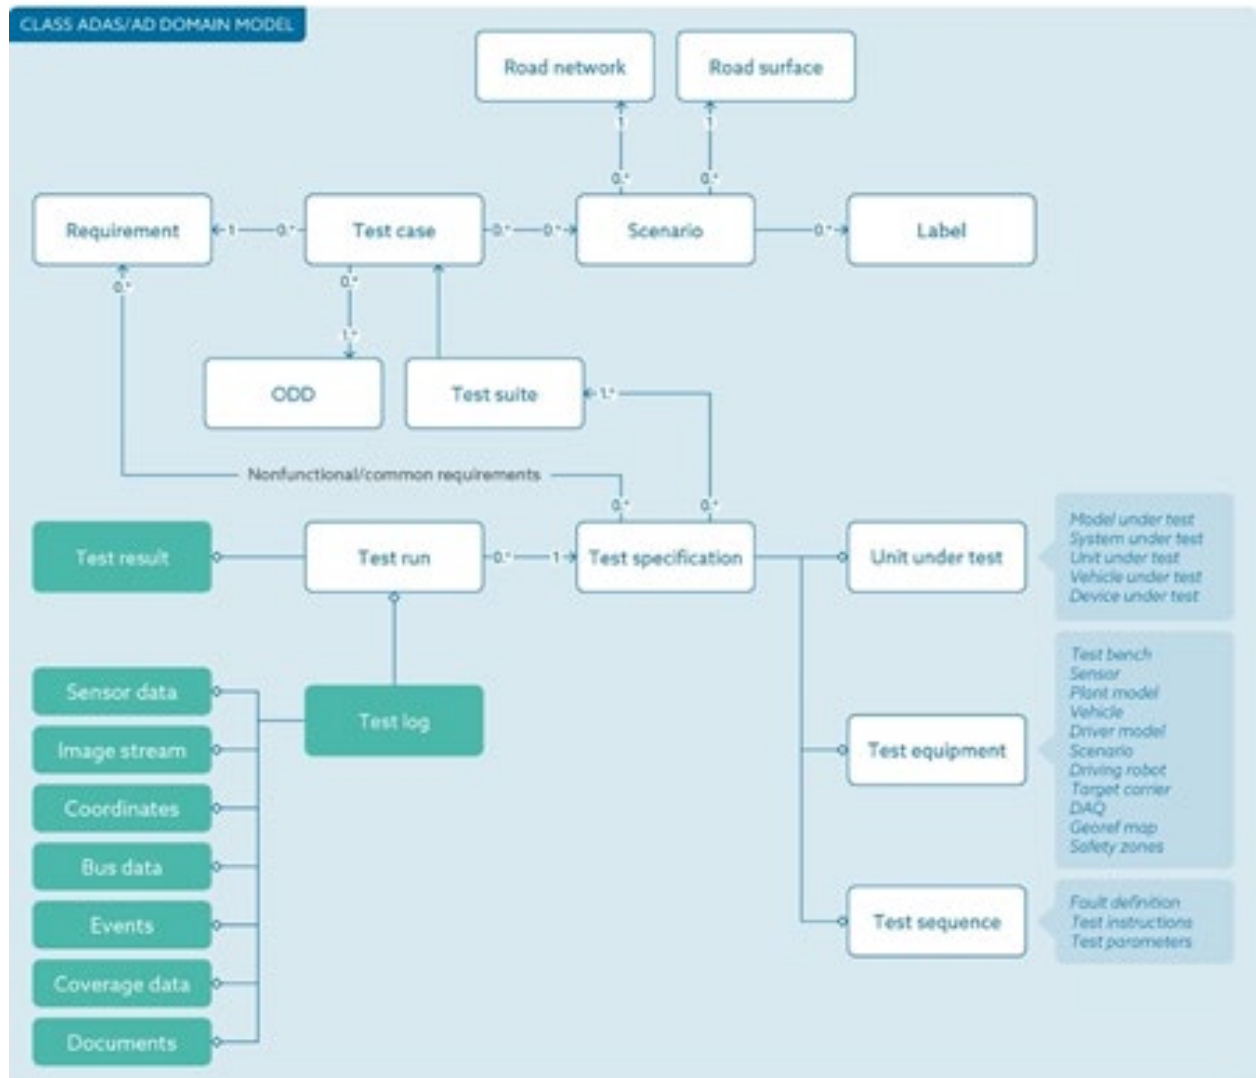 CLASS ADAS/AD DOMAIN MODEL
Road network
Road surface
1
1
0.*
0.*
Requirement
1
0.*
Test case
0.*
0.*
Scenario
0.*
Label
0.*
0.*
1.*
ODD
Test suite
1.*
Nonfunctional/common requirements
0.*
0.*
Test result
Test run
0.*
1
Test specification
Unit under test
Model under test
System under test
Unit under test
Vehicle under test
Device under test
Sensor data
Image stream
Coordinates
Bus data
Events
Coverage data
Documents
Test log
Test equipment
Test bench
Sensor
Plant model
Vehicle
Driver model
Scenario
Driving robot
Target carrier
DAQ
Georef map
Safety zones
Test sequence
Fault definition
Test instructions
Test parameters